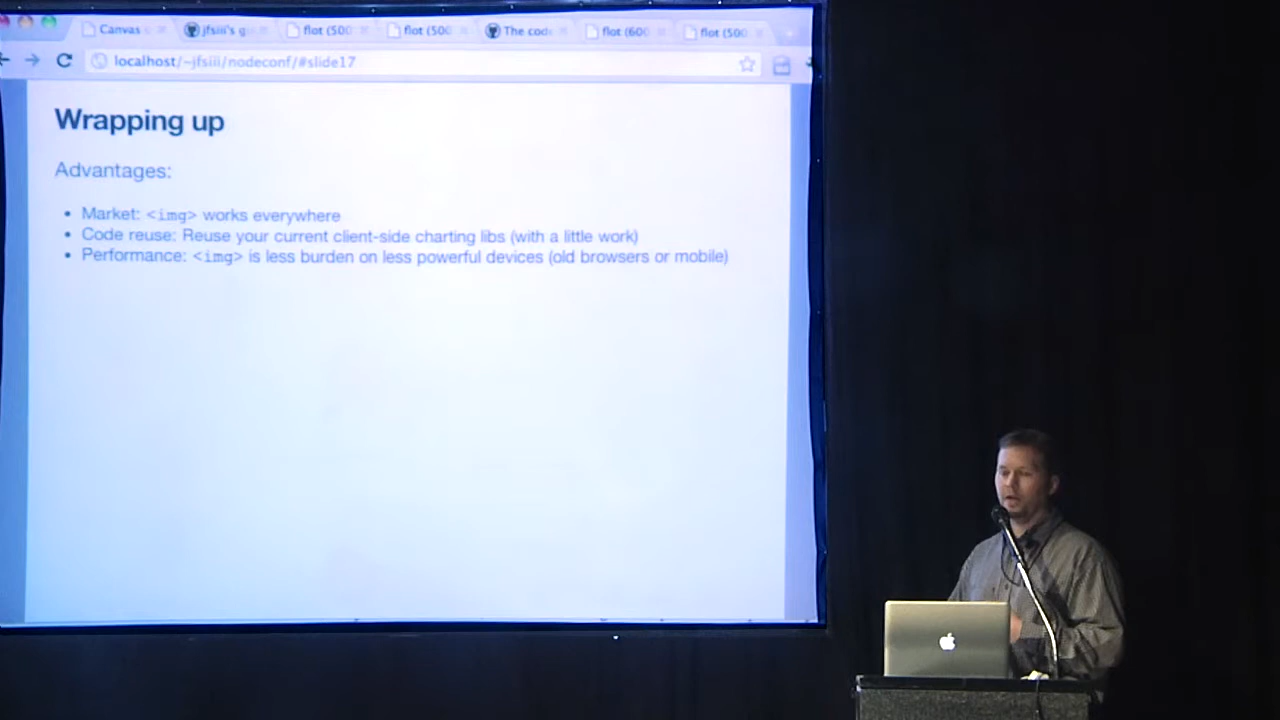 Canvas
jfsiii's g
flot (500
flot (500
The code
flot (600
flot (500
localhost/~jfsiii/nodeconf/#slide17
Wrapping up
Advantages:
• Market: <img> works everywhere
• Code reuse: Reuse your current client-side charting libs (with a little work)
• Performance: <img> is less burden on less powerful devices (old browsers or mobile)